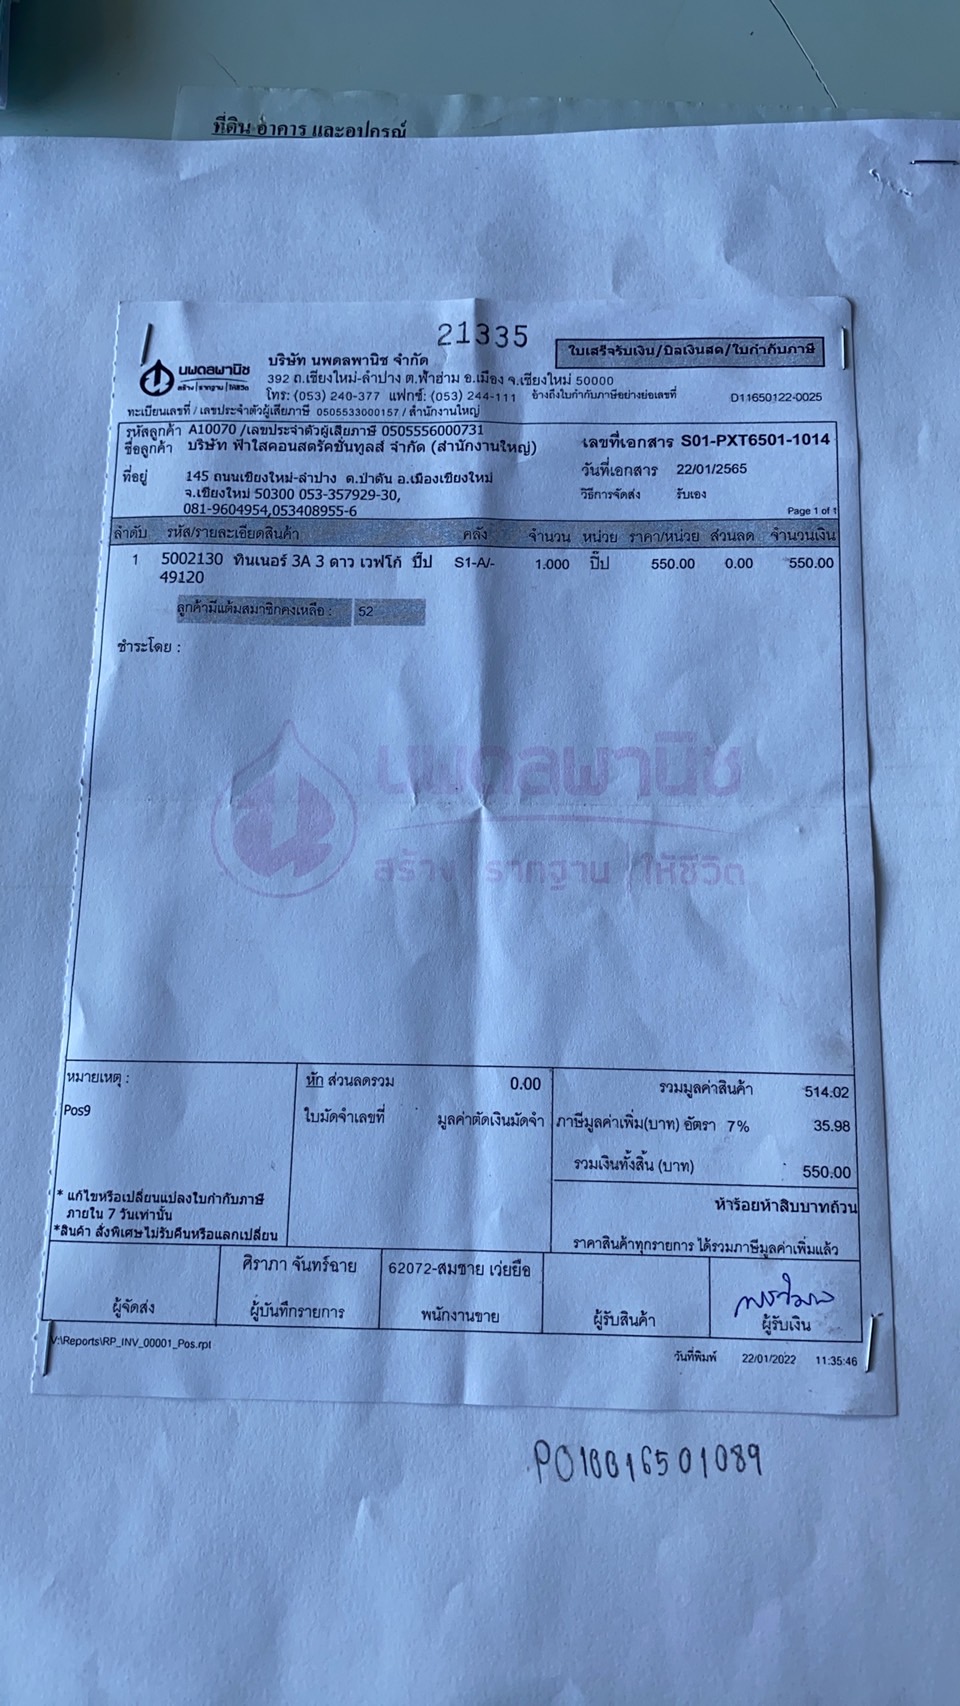 ที่ดิน อาคาร และอุปกรณ์
21335
นพดลพานิช
สร้าง | รากฐาน | ให้ชีวิต
บริษัท นพดลพานิช จำกัด
ใบเสร็จรับเงิน/บิลเงินสด/ใบกำกับภาษี
392 ถ.เชียงใหม่-ลำปาง ต.ฟ้าฮ่าม อ.เมือง จ.เชียงใหม่ 50000
โทร: (053) 240-377 แฟกซ์: (053) 244-111 อ้างถึงใบกำกับภาษีอย่างย่อเลขที่ D11650122-0025
ทะเบียนเลขที่ / เลขประจำตัวผู้เสียภาษี 0505533000157 / สำนักงานใหญ่
รหัสลูกค้า A10070 /เลขประจำตัวผู้เสียภาษี 0505556000731
ชื่อลูกค้า บริษัท ฟ้าใสคอนสตรัคชั่นทูลส์ จำกัด (สำนักงานใหญ่)
เลขที่เอกสาร S01-PXT6501-1014
ที่อยู่ 145 ถนนเชียงใหม่-ลำปาง ต.ป่าตัน อ.เมืองเชียงใหม่
วันที่เอกสาร 22/01/2565
จ.เชียงใหม่ 50300 053-357929-30,
วิธีการจัดส่ง รับเอง
081-9604954,053408955-6
Page 1 of 1
ลำดับ รหัส/รายละเอียดสินค้า คลัง จำนวน หน่วย ราคา/หน่วย ส่วนลด จำนวนเงิน
1 5002130 ทินเนอร์ 3A 3 ดาว เวฟโก้ ปี๊ป S1-A/- 1.000 ปี๊ป 550.00 0.00 550.00
49120
ลูกค้ามีแต้มสมาชิกคงเหลือ : 52
ชำระโดย :
นพดลพานิช
สร้าง | รากฐาน | ให้ชีวิต
หมายเหตุ : หัก ส่วนลดรวม 0.00 รวมมูลค่าสินค้า 514.02
Pos9 ใบมัดจำเลขที่ มูลค่าตัดเงินมัดจำ ภาษีมูลค่าเพิ่ม(บาท) อัตรา 7% 35.98
รวมเงินทั้งสิ้น (บาท) 550.00
* แก้ไขหรือเปลี่ยนแปลงใบกำกับภาษี
ภายใน 7 วันเท่านั้น
ห้าร้อยห้าสิบบาทถ้วน
*สินค้า สั่งพิเศษไม่รับคืนหรือแลกเปลี่ยน
ราคาสินค้าทุกรายการ ได้รวมภาษีมูลค่าเพิ่มแล้ว
ศิราภา จันทร์ฉาย 62072-สมชาย เว่ยยือ
ผู้จัดส่ง ผู้บันทึกรายการ พนักงานขาย ผู้รับสินค้า ผู้รับเงิน
V:\Reports\RP_INV_00001_Pos.rpt
วันที่พิมพ์ 22/01/2022 11:35:46
PO1BB16501089